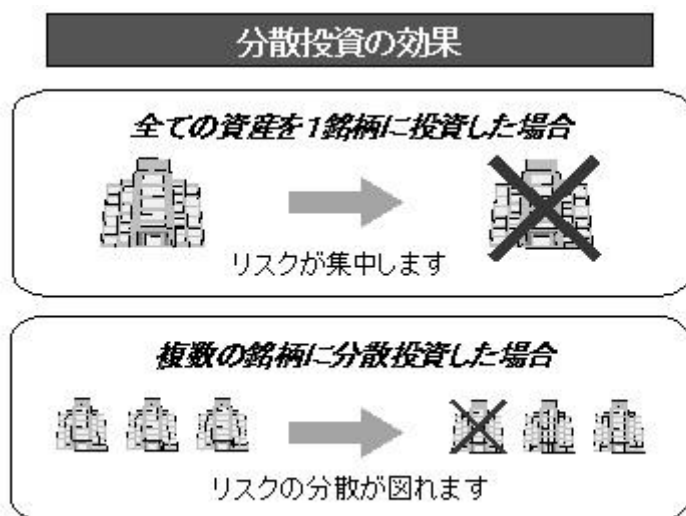 分散投資の効果
全ての資産を1銘柄に投資した場合
リスクが集中します
複数の銘柄に分散投資した場合
リスクの分散が図れます